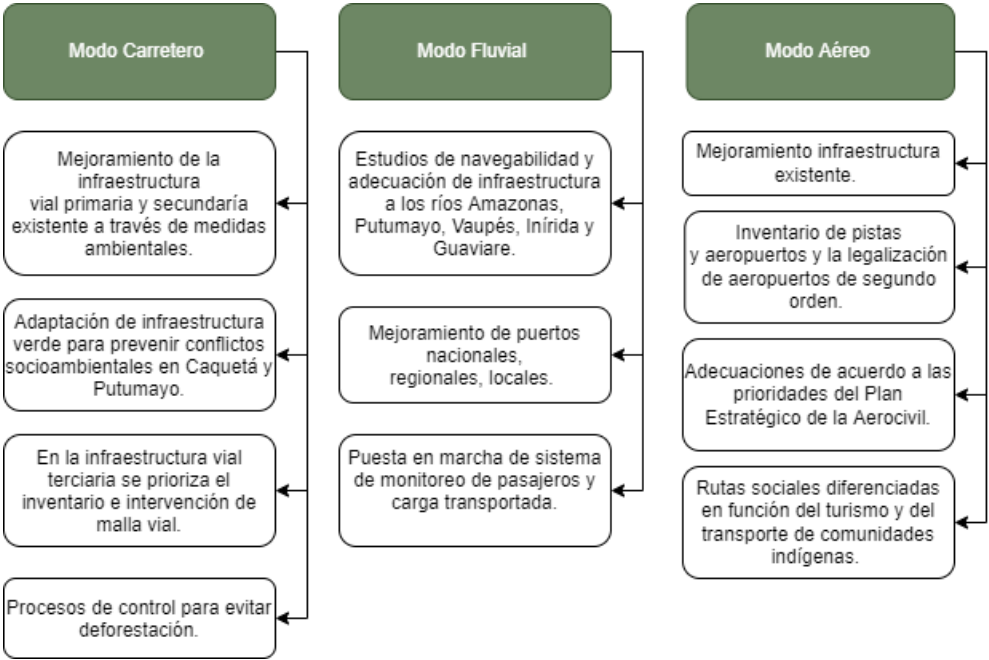 Modo Carretero
Mejoramiento de la
infraestructura
vial primaria y secundaría
existente a través de medidas
ambientales.
Adaptación de infraestructura
verde para prevenir conflictos
socioambientales en Caquetá y
Putumayo.
En la infraestructura vial
terciaria se prioriza el
inventario e intervención de
malla vial.
Procesos de control para evitar
deforestación.
Modo Fluvial
Estudios de navegabilidad y
adecuación de infraestructura
a los ríos Amazonas,
Putumayo, Vaupés, Inírida y
Guaviare.
Mejoramiento de puertos
nacionales,
regionales, locales.
Puesta en marcha de sistema
de monitoreo de pasajeros y
carga transportada.
Modo Aéreo
Mejoramiento infraestructura
existente.
Inventario de pistas
y aeropuertos y la legalización
de aeropuertos de segundo
orden.
Adecuaciones de acuerdo a las
prioridades del Plan
Estratégico de la Aerocivil.
Rutas sociales diferenciadas
en función del turismo y del
transporte de comunidades
indígenas.